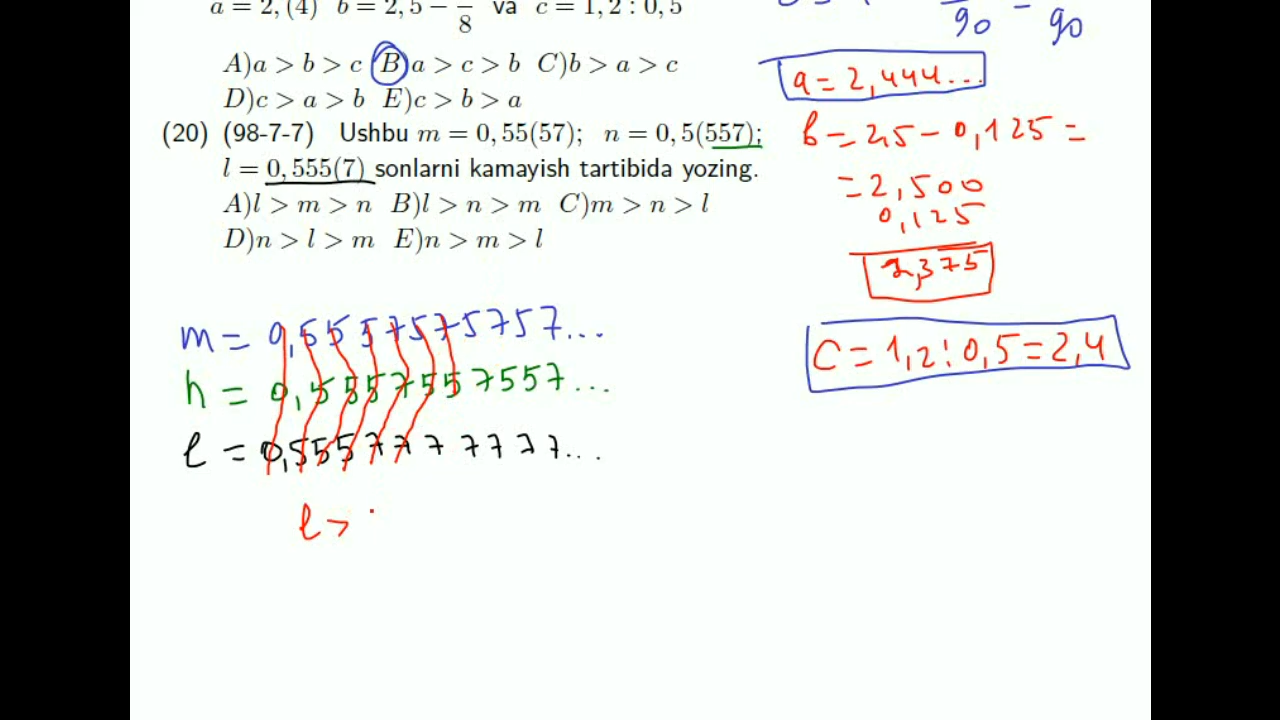 a = 2, (4) b = 2, 5 − /8 va c = 1, 2 : 0, 5
A)a > b > c B)a > c > b C)b > a > c
D)c > a > b E)c > b > a
(20) (98-7-7) Ushbu m = 0, 55(57); n = 0, 5(557);
l = 0, 555(7) sonlarni kamayish tartibida yozing.
A)l > m > n B)l > n > m C)m > n > l
D)n > l > m E)n > m > l
m = 0,5557575757...
n = 0,5557557557...
l = 0,5557777777...
l >
90 = 90
a = 2,444...
b = 2,5 − 0,125 =
= 2,500
0,125
2,375
C = 1,2 : 0,5 = 2,4